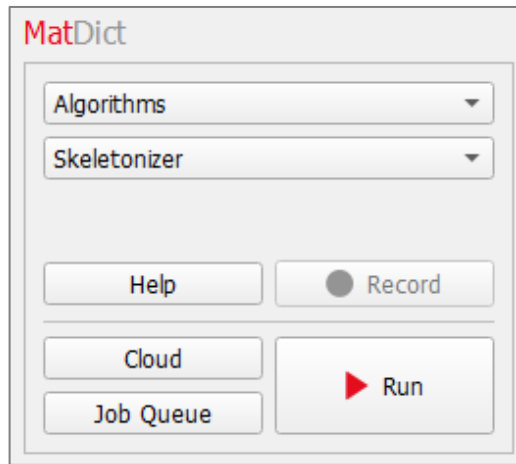 MatDict
Algorithms
Skeletonizer
Help
Record
Cloud
Run
Job Queue